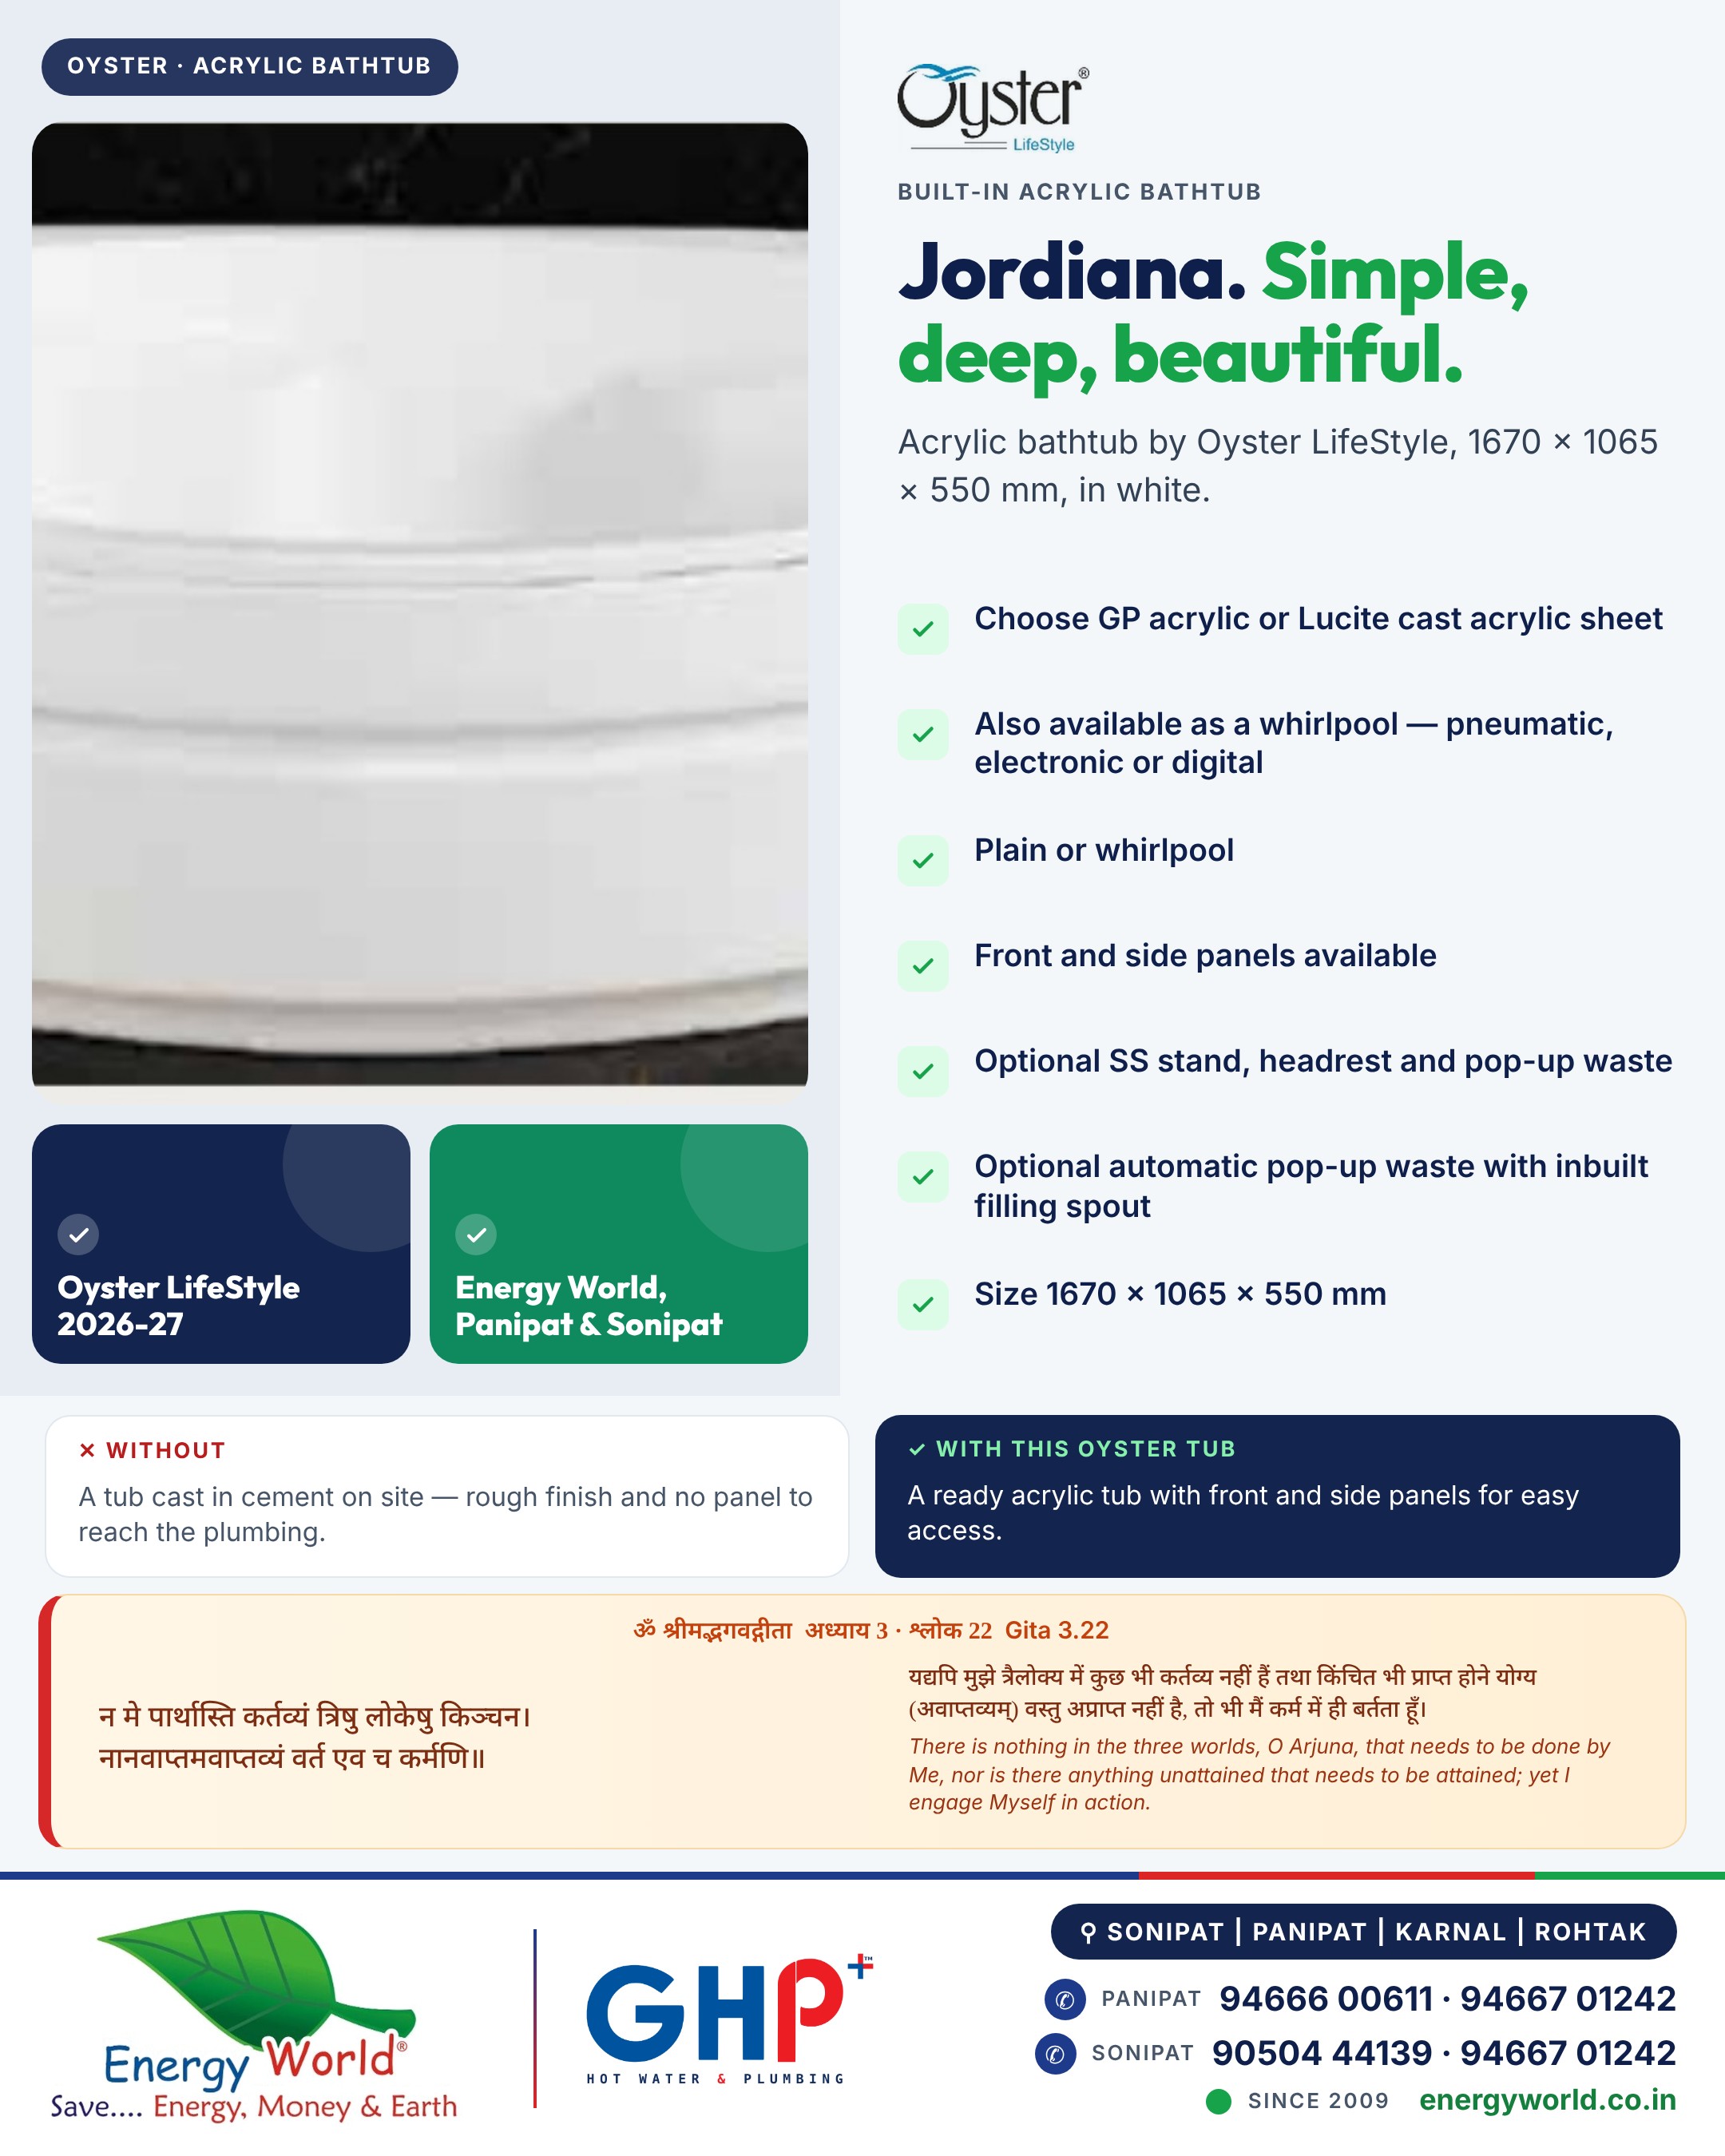 OYSTER · ACRYLIC BATHTUB
Oyster®
LifeStyle
BUILT-IN ACRYLIC BATHTUB
Jordiana. Simple,
deep, beautiful.
Acrylic bathtub by Oyster LifeStyle, 1670 × 1065
× 550 mm, in white.
Choose GP acrylic or Lucite cast acrylic sheet
Also available as a whirlpool — pneumatic,
electronic or digital
Plain or whirlpool
Front and side panels available
Optional SS stand, headrest and pop-up waste
Optional automatic pop-up waste with inbuilt
filling spout
Size 1670 × 1065 × 550 mm
Oyster LifeStyle
2026-27
Energy World,
Panipat & Sonipat
× WITHOUT
A tub cast in cement on site — rough finish and no panel to
reach the plumbing.
✓ WITH THIS OYSTER TUB
A ready acrylic tub with front and side panels for easy
access.
ॐ श्रीमद्भगवद्गीता अध्याय 3 · श्लोक 22 Gita 3.22
न मे पार्थास्ति कर्तव्यं त्रिषु लोकेषु किञ्चन।
नानवाप्तमवाप्तव्यं वर्त एव च कर्मणि॥
यद्यपि मुझे त्रैलोक्य में कुछ भी कर्तव्य नहीं हैं तथा किंचित भी प्राप्त होने योग्य
(अवाप्तव्यम्) वस्तु अप्राप्त नहीं है, तो भी मैं कर्म में ही बर्तता हूँ।
There is nothing in the three worlds, O Arjuna, that needs to be done by
Me, nor is there anything unattained that needs to be attained; yet I
engage Myself in action.
Energy World®
Save.... Energy, Money & Earth
GHP+™
HOT WATER & PLUMBING
SONIPAT | PANIPAT | KARNAL | ROHTAK
PANIPAT 94666 00611 · 94667 01242
SONIPAT 90504 44139 · 94667 01242
SINCE 2009 energyworld.co.in